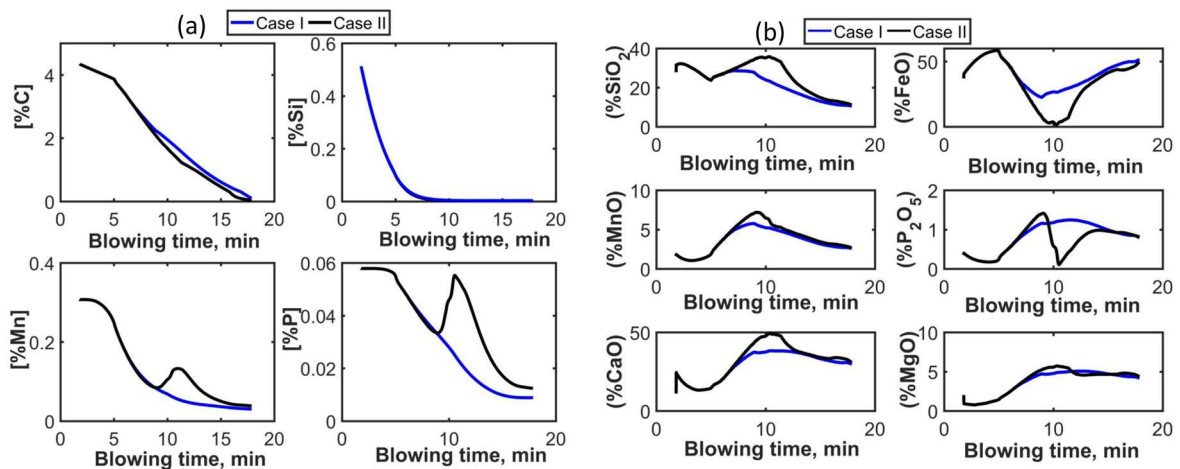 (a)
Case I Case II
[%C]
4
2
0
0 5 10 15 20
Blowing time, min
[%Si]
0.6
0.4
0.2
0
0 10 20
Blowing time, min
[%Mn]
0.4
0.2
0
0 5 10 15 20
Blowing time, min
[%P]
0.06
0.04
0.02
0
0 10 20
Blowing time, min
(b)
Case I Case II
(%SiO2)
40
20
0
0 10 20
Blowing time, min
(%FeO)
50
0
0 10 20
Blowing time, min
(%MnO)
10
5
0
0 10 20
Blowing time, min
(%P2O5)
2
1
0
0 10 20
Blowing time, min
(%CaO)
50
0
0 10 20
Blowing time, min
(%MgO)
10
5
0
0 10 20
Blowing time, min